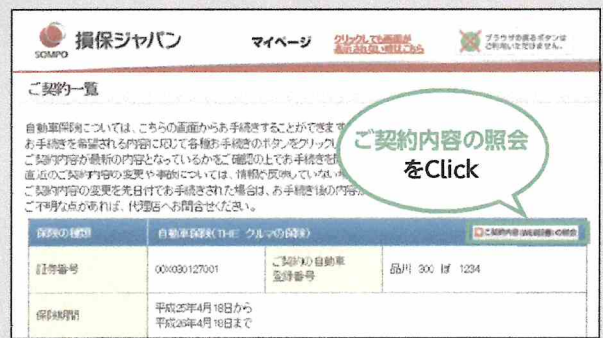 SOMPO 損保ジャパン マイページ クリックしても画面が
表示されない時はこちら
ブラウザの戻るボタンは
ご利用いただけません。
ご契約一覧
自動車保険については、こちらの画面からお手続きすることができます
お手続きを希望される内容に応じて各種お手続きのボタンをクリックし
ご契約内容が最新の内容となっているかをご確認の上でお手続きを
直近のご契約内容の変更や事故については、情報が反映していない
ご契約内容の変更を先日付でお手続きされた場合は、お手続き後の内容が
ご不明な点があれば、代理店へお問合せください。
ご契約内容の照会
をClick
保険の種類 自動車保険(THE クルマの保険) ご契約内容(WEB証券)の照会
証券番号 00X030127001 ご契約の自動車
登録番号 品川 300 ぼ 1234
保険期間 平成25年4月18日から
平成26年4月18日まで